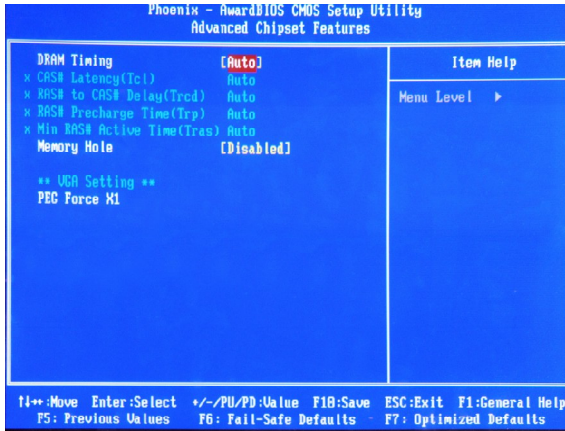 Phoenix - AwardBIOS CMOS Setup Utility
Advanced Chipset Features
DRAM Timing [Auto]
x CAS# Latency(Tcl) Auto
x RAS# to CAS# Delay(Trcd) Auto
x RAS# Precharge Time(Trp) Auto
x Min RAS# Active Time(Tras) Auto
Memory Hole [Disabled]
** VGA Setting **
PEG Force X1
Item Help
Menu Level ▶
↑↓→←:Move Enter:Select +/-/PU/PD:Value F10:Save ESC:Exit F1:General Help
F5: Previous Values F6: Fail-Safe Defaults F7: Optimized Defaults